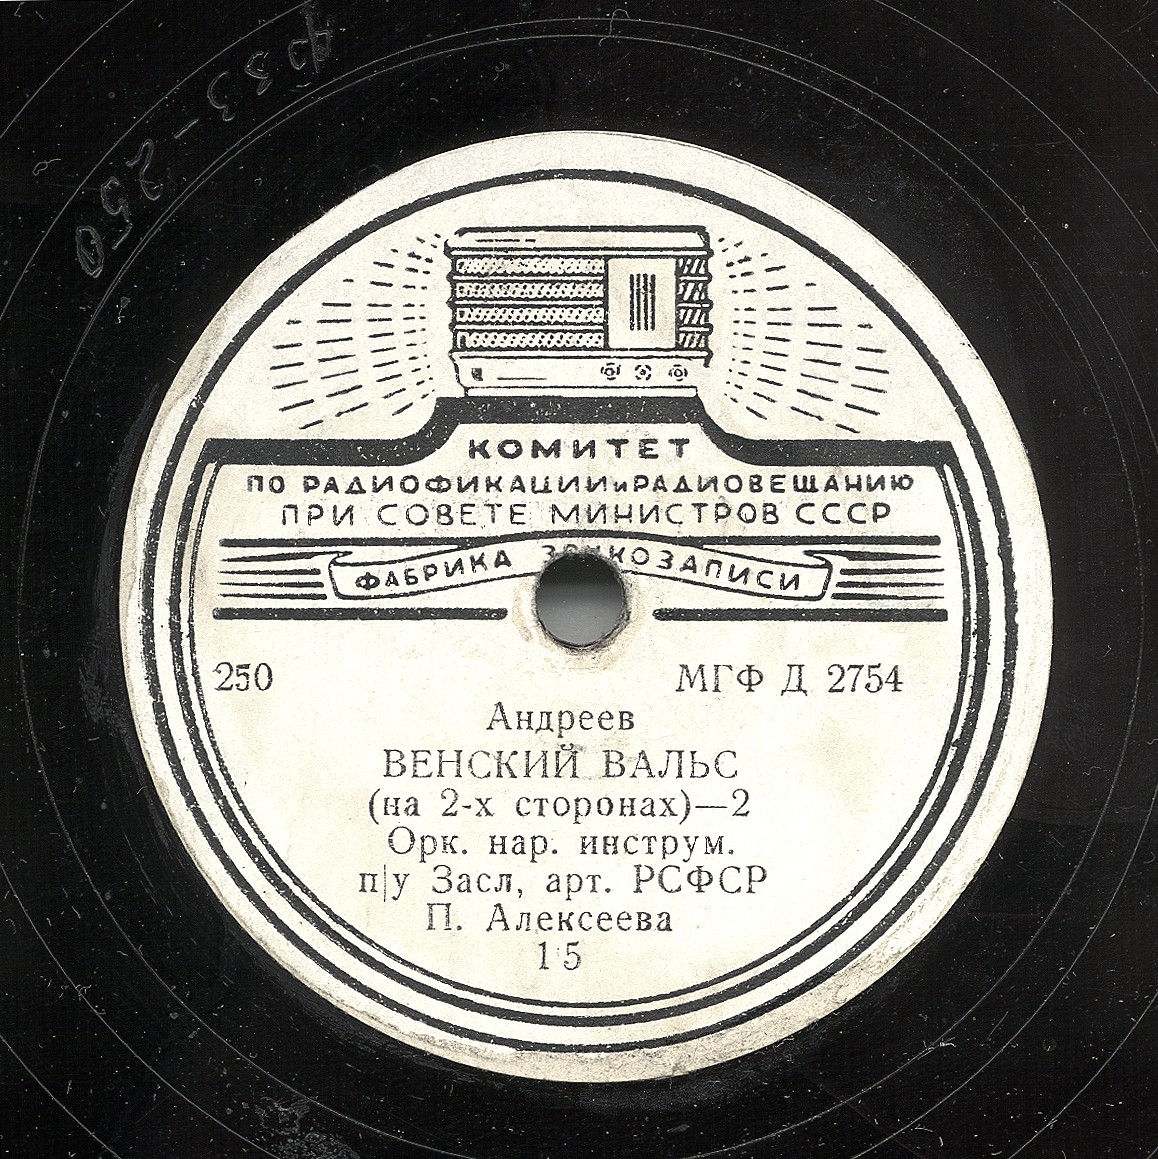 Ф33-250
КОМИТЕТ
ПО РАДИОФИКАЦИИ и РАДИОВЕЩАНИЮ
ПРИ СОВЕТЕ МИНИСТРОВ СССР
ФАБРИКА ЗВУКОЗАПИСИ
250 МГФ Д 2754
Андреев
ВЕНСКИЙ ВАЛЬС
(на 2-х сторонах)—2
Орк. нар. инструм.
п|у Засл, арт. РСФСР
П. Алексеева
15